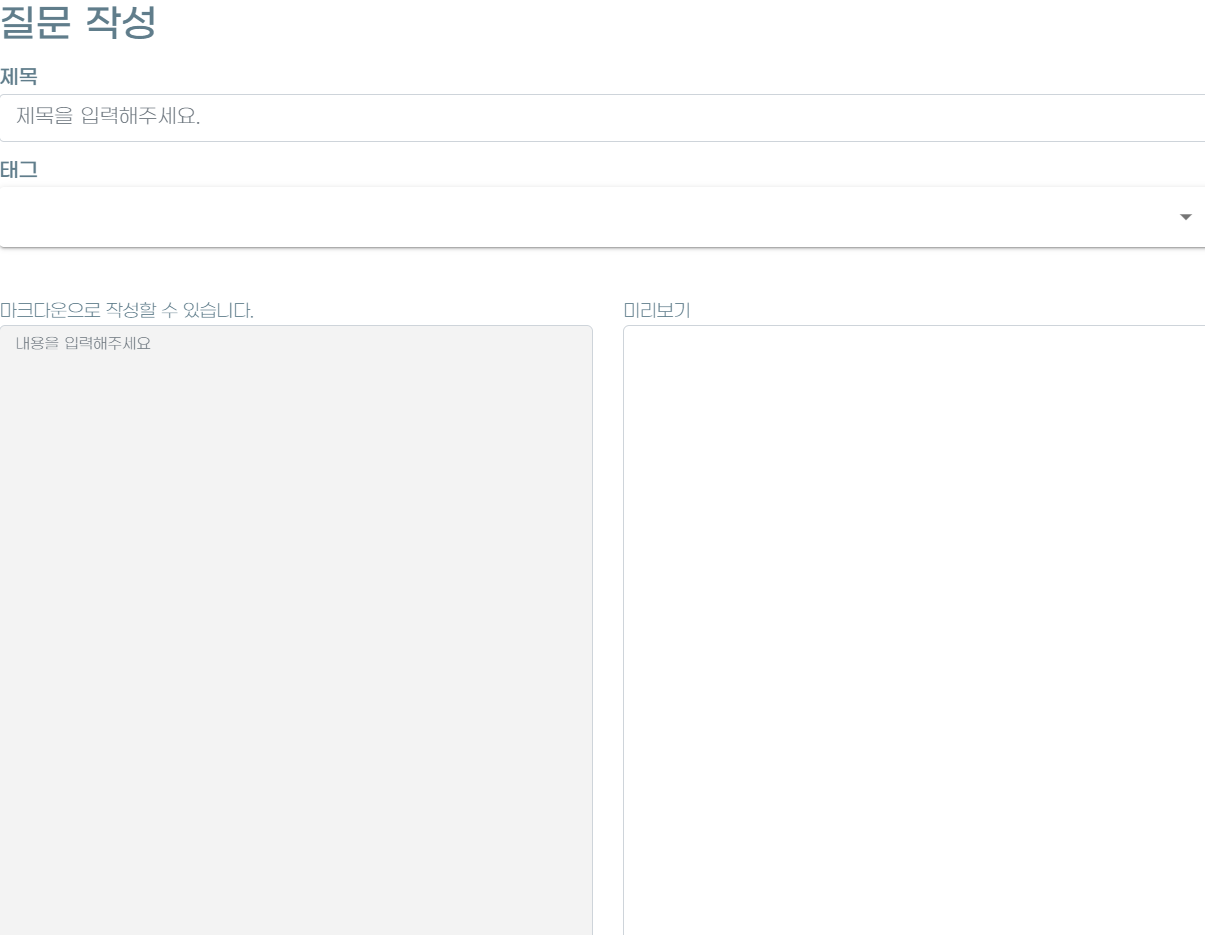 질문 작성
제목
제목을 입력해주세요.
태그
마크다운으로 작성할 수 있습니다.
미리보기
내용을 입력해주세요